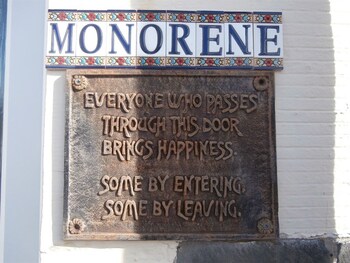 MONORENE
EVERYONE WHO PASSES
THROUGH THIS DOOR
BRINGS HAPPINESS.
SOME BY ENTERING,
SOME BY LEAVING.